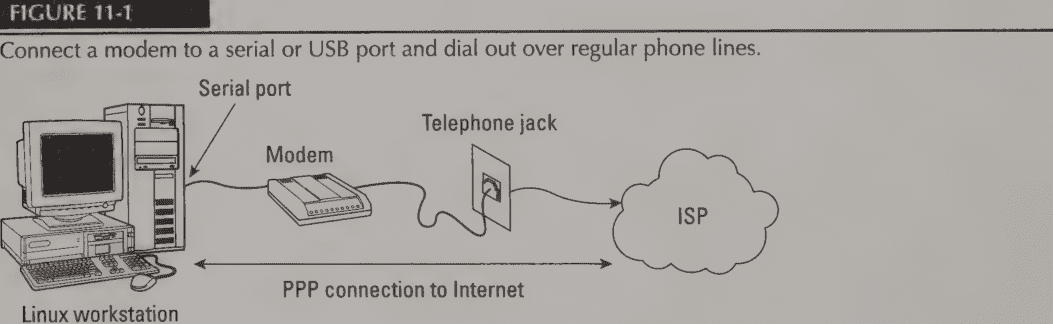 FIGURE 11-1
Connect a modem to a serial or USB port and dial out over regular phone lines.
Serial port
Telephone jack
Modem
ISP
PPP connection to Internet
Linux workstation